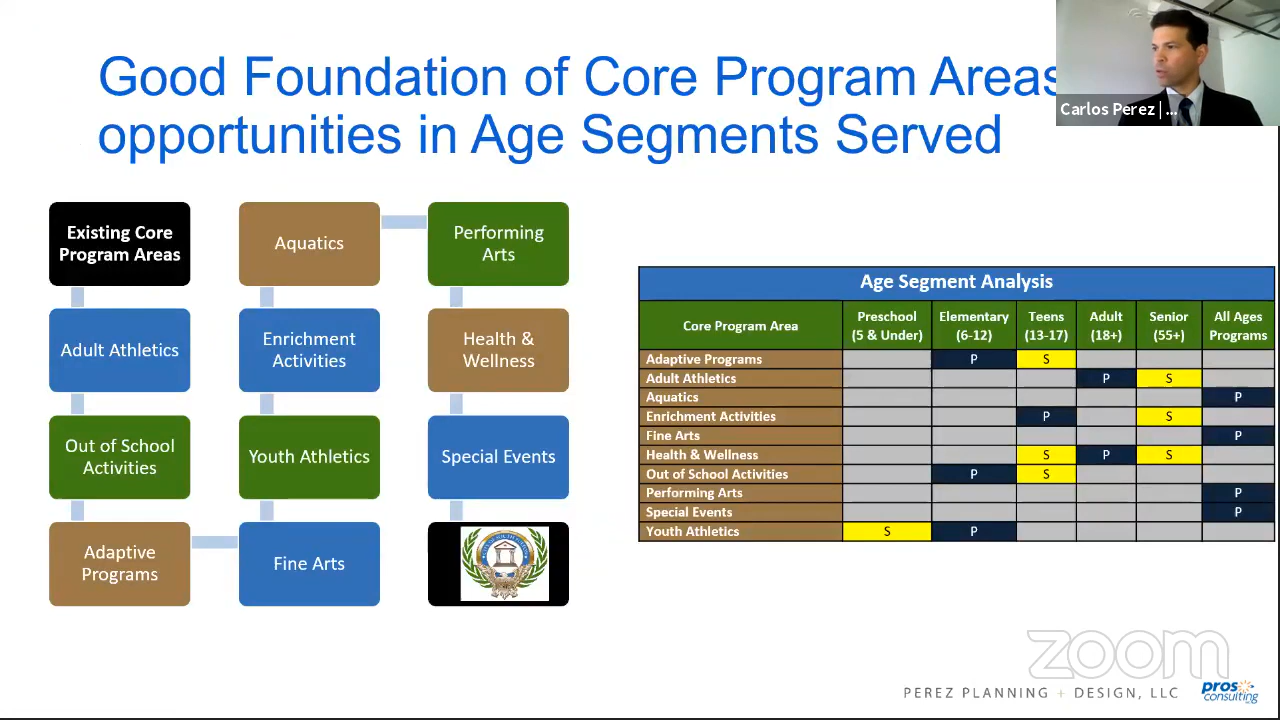 Good Foundation of Core Program Areas
opportunities in Age Segments Served
Carlos Perez | ...
Existing Core
Program Areas
Adult Athletics
Out of School
Activities
Adaptive
Programs
Fine Arts
Youth Athletics
Enrichment
Activities
Aquatics
Performing
Arts
Health &
Wellness
Special Events
Age Segment Analysis
Core Program Area Preschool (5 & Under) Elementary (6-12) Teens (13-17) Adult (18+) Senior (55+) All Ages Programs
Adaptive Programs P S
Adult Athletics P S
Aquatics P
Enrichment Activities P S
Fine Arts P
Health & Wellness S P S
Out of School Activities P S
Performing Arts P
Special Events P
Youth Athletics S P
zoom
PEREZ PLANNING + DESIGN, LLC
pros
consulting